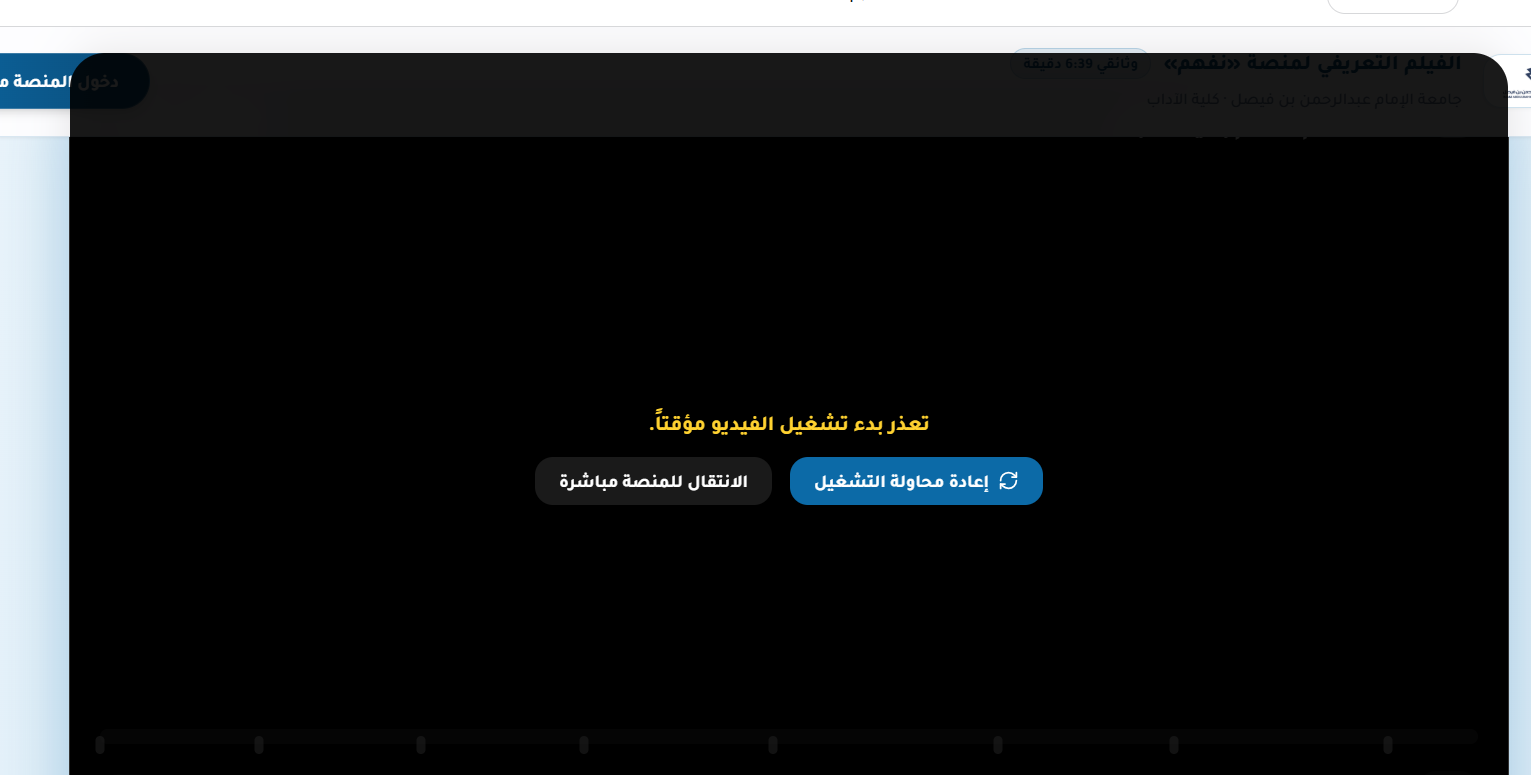 الفيلم التعريفي لمنصة «نفهم»
وثائقي 6:39 دقيقة
جامعة الإمام عبدالرحمن بن فيصل - كلية الآداب
دخول المنصة
تعذر بدء تشغيل الفيديو مؤقتاً.
إعادة محاولة التشغيل
الانتقال للمنصة مباشرة